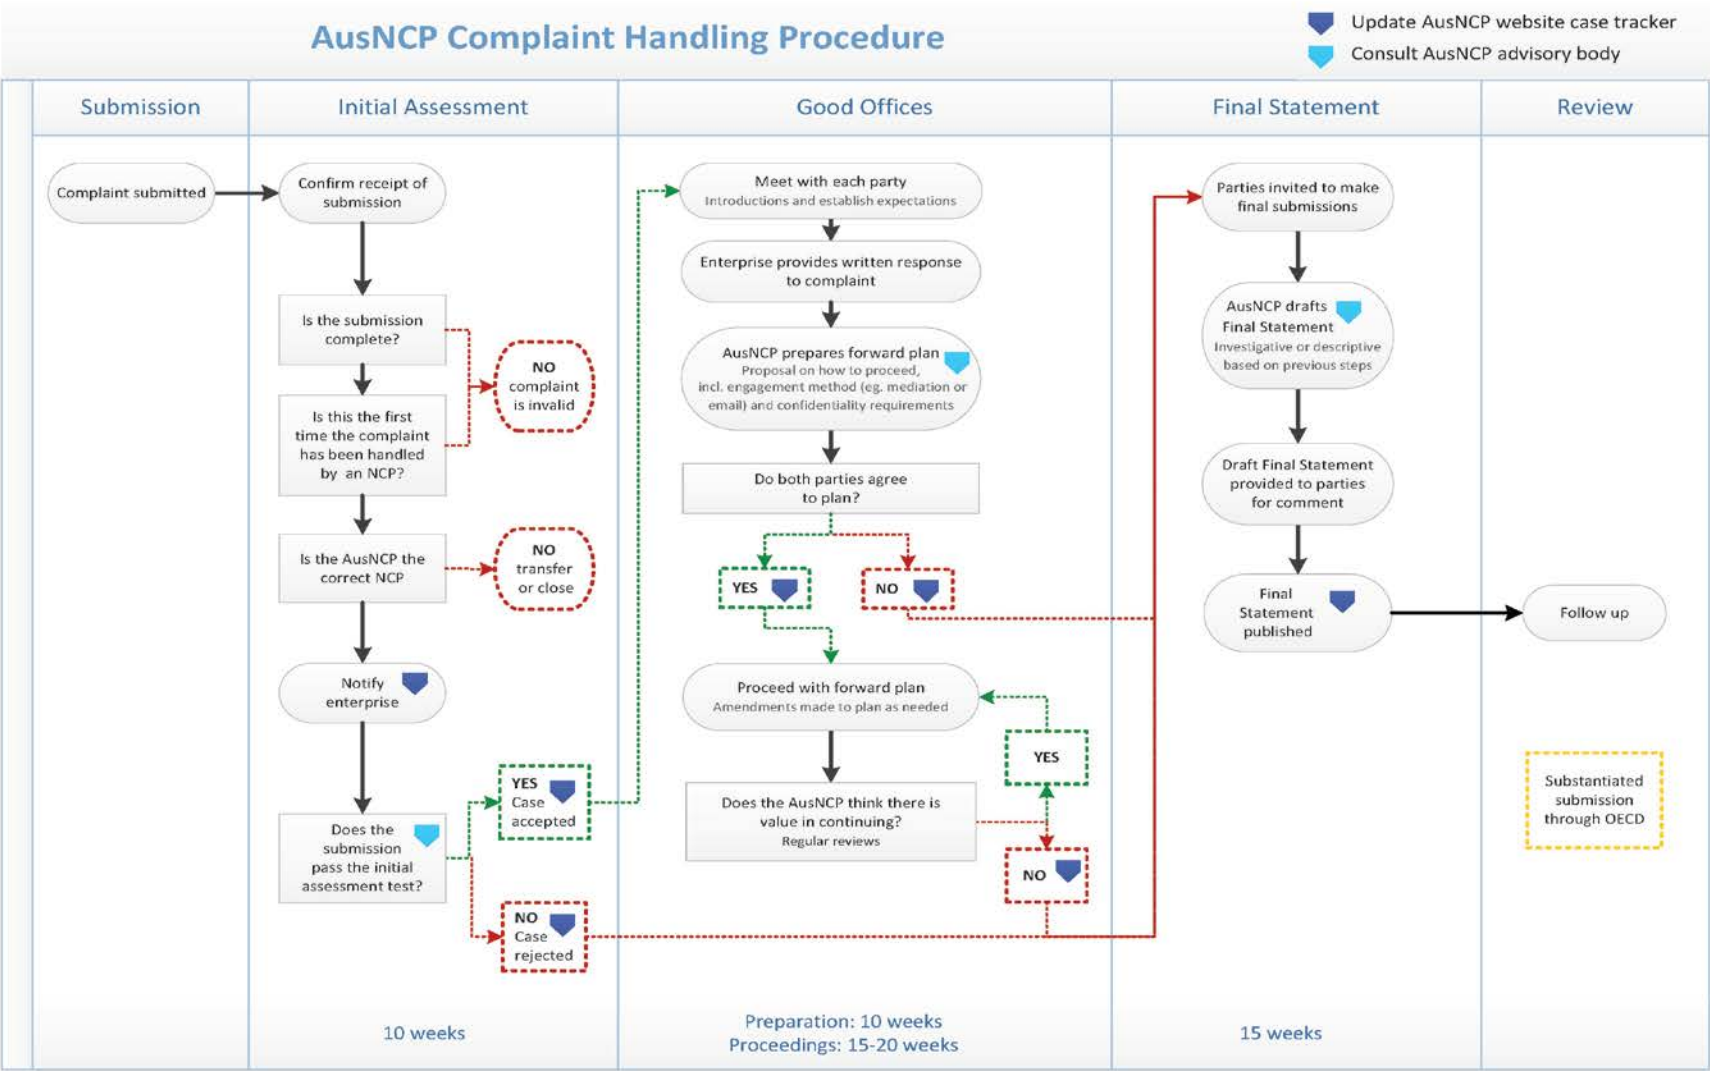 AusNCP Complaint Handling Procedure
Update AusNCP website case tracker
Consult AusNCP advisory body
Submission
Initial Assessment
Good Offices
Final Statement
Review
Complaint submitted
Confirm receipt of
submission
Is the submission
complete?
NO
complaint
is invalid
Is this the first
time the complaint
has been handled
by an NCP?
Is the AusNCP the
correct NCP
NO
transfer
or close
Notify
enterprise
Does the
submission
pass the initial
assessment test?
YES
Case
accepted
NO
Case
rejected
10 weeks
Meet with each party
Introductions and establish expectations
Enterprise provides written response
to complaint
AusNCP prepares forward plan
Proposal on how to proceed,
incl. engagement method (eg. mediation or
email) and confidentiality requirements
Do both parties agree
to plan?
YES
NO
Proceed with forward plan
Amendments made to plan as needed
Does the AusNCP think there is
value in continuing?
Regular reviews
YES
NO
Preparation: 10 weeks
Proceedings: 15-20 weeks
Parties invited to make
final submissions
AusNCP drafts
Final Statement
Investigative or descriptive
based on previous steps
Draft Final Statement
provided to parties
for comment
Final
Statement
published
15 weeks
Follow up
Substantiated
submission
through OECD